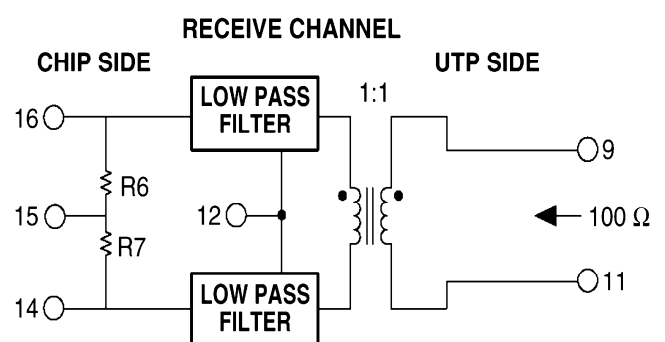 RECEIVE CHANNEL
CHIP SIDE
UTP SIDE
LOW PASS
FILTER
1:1
16
9
R6
15
12
100 Ω
R7
14
LOW PASS
FILTER
11